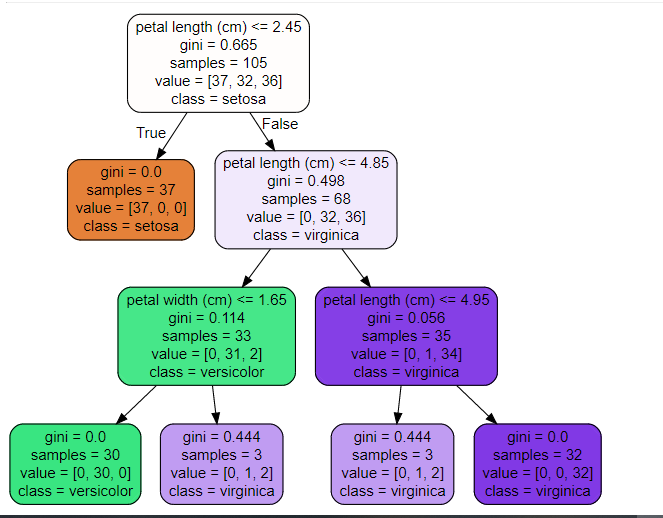 petal length (cm) <= 2.45
gini = 0.665
samples = 105
value = [37, 32, 36]
class = setosa
True
False
gini = 0.0
samples = 37
value = [37, 0, 0]
class = setosa
petal length (cm) <= 4.85
gini = 0.498
samples = 68
value = [0, 32, 36]
class = virginica
petal width (cm) <= 1.65
gini = 0.114
samples = 33
value = [0, 31, 2]
class = versicolor
petal length (cm) <= 4.95
gini = 0.056
samples = 35
value = [0, 1, 34]
class = virginica
gini = 0.0
samples = 30
value = [0, 30, 0]
class = versicolor
gini = 0.444
samples = 3
value = [0, 1, 2]
class = virginica
gini = 0.444
samples = 3
value = [0, 1, 2]
class = virginica
gini = 0.0
samples = 32
value = [0, 0, 32]
class = virginica